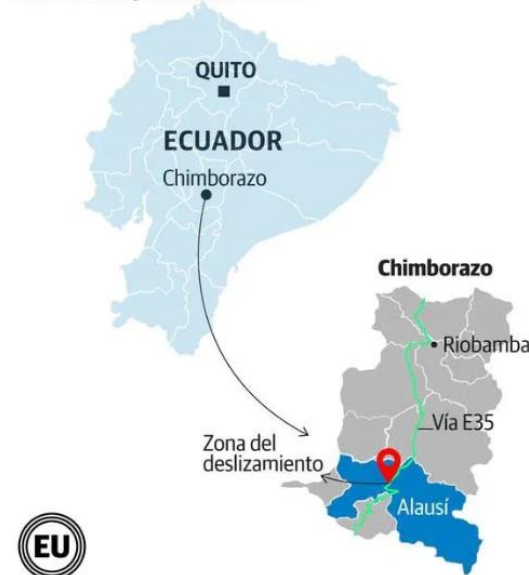 QUITO
ECUADOR
Chimborazo
Chimborazo
Riobamba
Vía E35
Zona del
deslizamiento
Alausí
EU